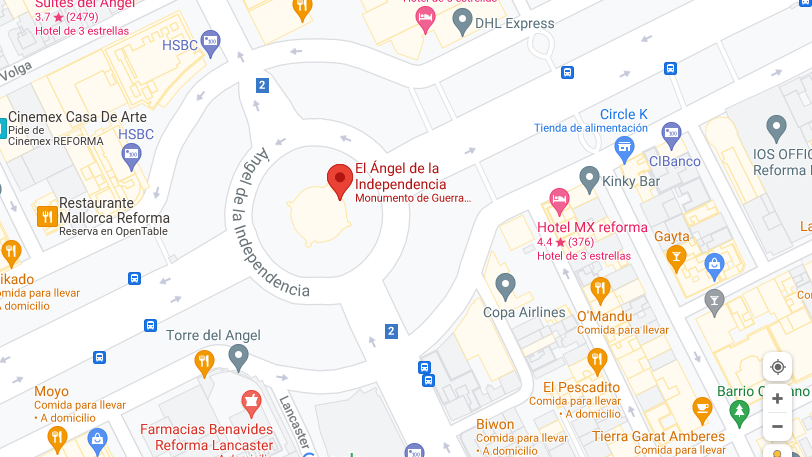 Suites del Ángel
3.7 ★ (2479)
Hotel de 3 estrellas
Hotel de 3 estrellas
DHL Express
HSBC
Volga
2
Cinemex Casa De Arte
Pide de
Cinemex REFORMA
HSBC
Circle K
Tienda de alimentación
CIBanco
IOS OFFIC
Reforma
El Ángel de la
Independencia
Monumento de Guerra...
Kinky Bar
Ángel de la Independencia
Restaurante
Mallorca Reforma
Reserva en OpenTable
Hotel MX reforma
4.4 ★ (376)
Hotel de 3 estrellas
Gayta
La
ikado
Comida para llevar
A domicilio
Copa Airlines
O'Mandu
Comida para llevar
Co
2
Torre del Angel
Moyo
Comida para llevar
• A domicilio
El Pescadito
Comida para llevar
• A domicilio
Lancaster
Farmacias Benavides
Reforma Lancaster
Biwon
Comida para llevar
• A domicilio
Tierra Garat Amberes
Comida para llevar